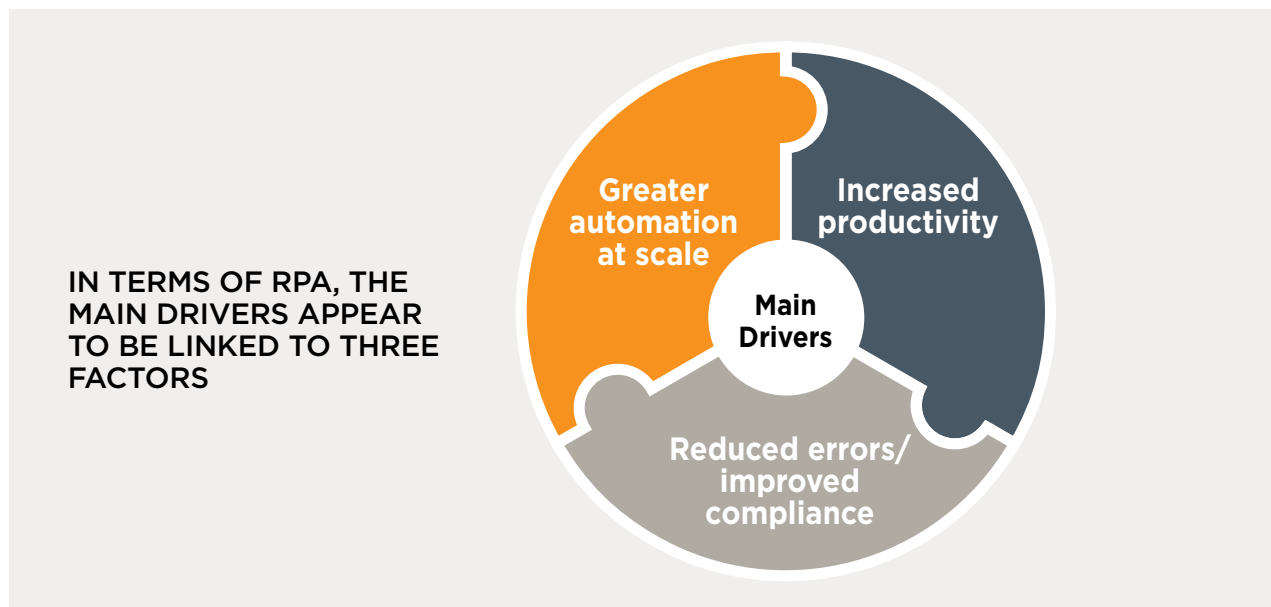 IN TERMS OF RPA, THE
MAIN DRIVERS APPEAR
TO BE LINKED TO THREE
FACTORS
Greater
automation
at scale
Increased
productivity
Main
Drivers
Reduced errors/
improved
compliance